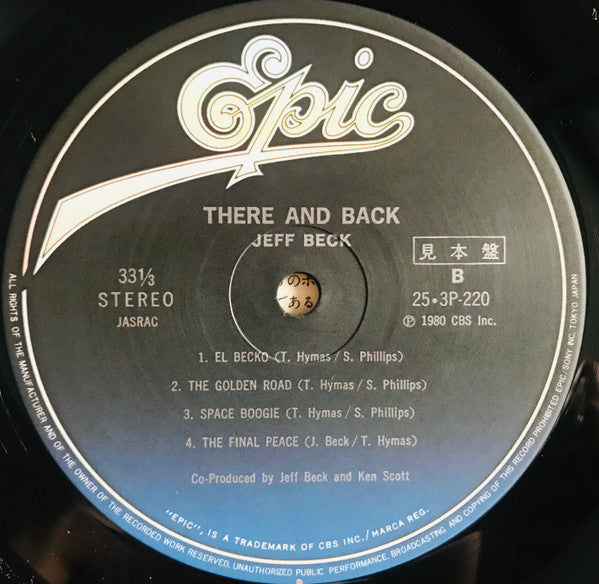 Epic
THERE AND BACK
JEFF BECK
33⅓
STEREO
JASRAC
見本盤
B
25・3P-220
Ⓟ 1980 CBS Inc.
のボ
である
1. EL BECKO (T. Hymas / S. Phillips)
2. THE GOLDEN ROAD (T. Hymas / S. Phillips)
3. SPACE BOOGIE (T. Hymas / S. Phillips)
4. THE FINAL PEACE (J. Beck / T. Hymas)
Co-Produced by Jeff Beck and Ken Scott
"EPIC", IS A TRADEMARK OF CBS INC./MARCA REG.
ALL RIGHTS OF THE MANUFACTURER AND OF THE OWNER OF THE RECORDED WORK RESERVED, UNAUTHORIZED PUBLIC PERFORMANCE, BROADCASTING AND COPYING OF THIS RECORD PROHIBITED EPIC/SONY INC. TOKYO JAPAN